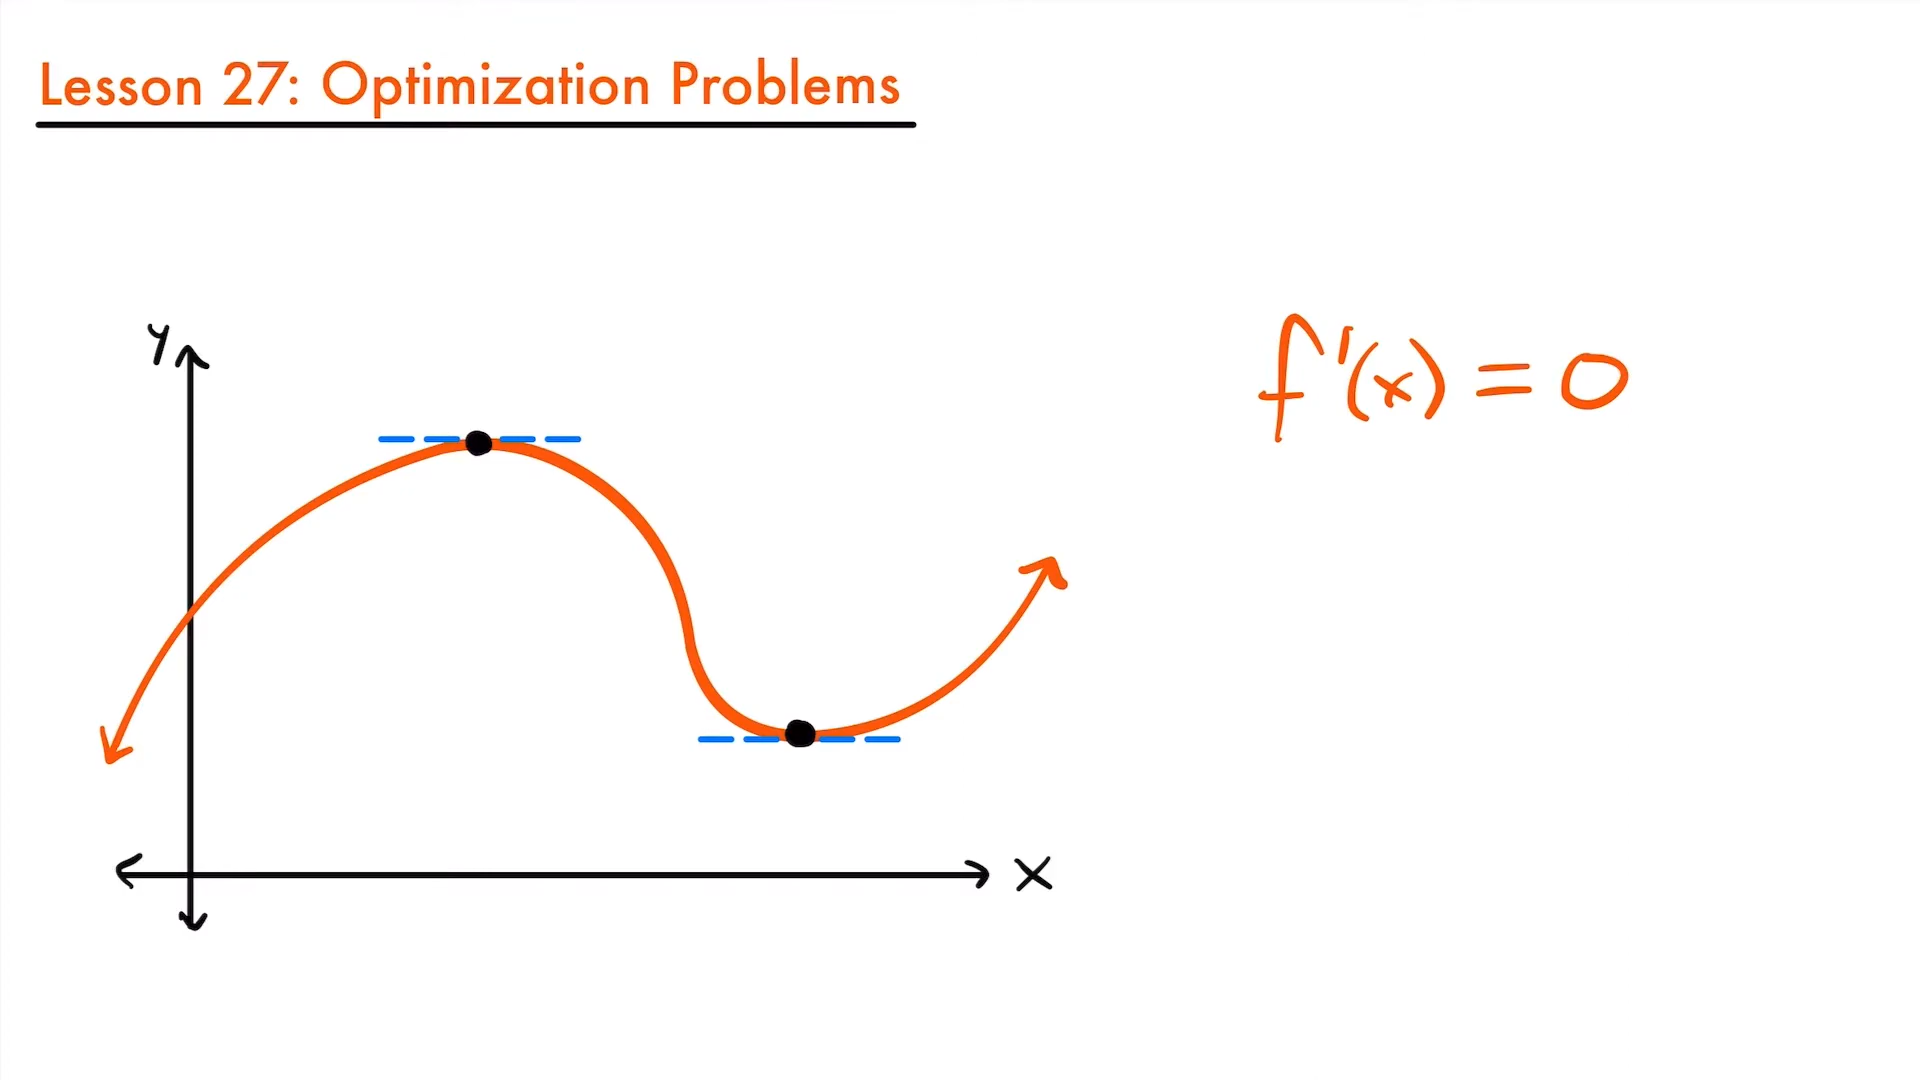 Lesson 27: Optimization Problems
y
f'(x) = 0
x